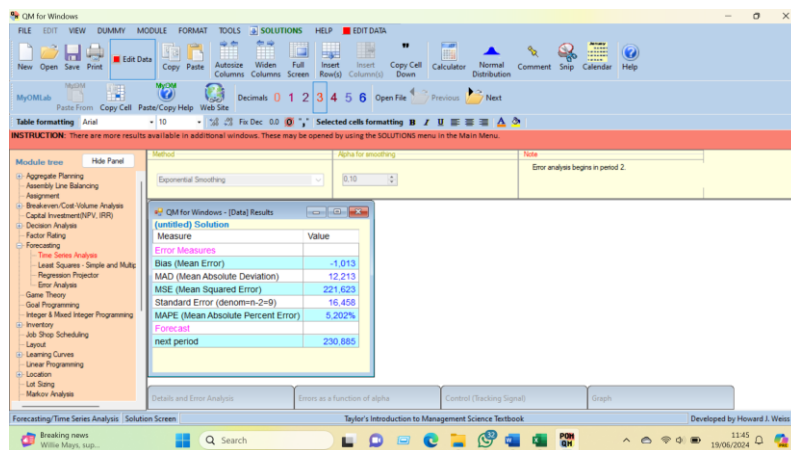 QM for Windows
FILE EDIT VIEW DUMMY MODULE FORMAT TOOLS SOLUTIONS HELP EDIT DATA
New Open Save Print Edit Data Copy Paste Autosize Columns Widen Columns Full Screen Insert Row(s) Insert Column(s) Copy Cell Down Calculator Normal Distribution Comment Snip Calendar Help
MyOMLab Paste From Copy Cell Paste/Copy Help Web Site Decimals 0 1 2 3 4 5 6 Open File Previous Next
Table formatting Arial 10 Fix Dec 0.0 Selected cells formatting B I U
INSTRUCTION: There are more results available in additional windows. These may be opened by using the SOLUTIONS menu in the Main Menu.
Module tree Hide Panel
Aggregate Planning
Assembly Line Balancing
Assignment
Breakeven/Cost-Volume Analysis
Capital Investment(NPV, IRR)
Decision Analysis
Factor Rating
Forecasting
Time Series Analysis
Least Squares - Simple and Multip
Regression Projector
Error Analysis
Game Theory
Goal Programming
Integer & Mixed Integer Programming
Inventory
Job Shop Scheduling
Layout
Learning Curves
Linear Programming
Location
Lot Sizing
Markov Analysis
Method
Exponential Smoothing
Alpha for smoothing
0.10
Note
Error analysis begins in period 2.
QM for Windows - [Data] Results
(untitled) Solution
Measure Value
Error Measures
Bias (Mean Error) -1,013
MAD (Mean Absolute Deviation) 12,213
MSE (Mean Squared Error) 221,623
Standard Error (denom=n-2=9) 16,458
MAPE (Mean Absolute Percent Error) 5,202%
Forecast
next period 230,885
Details and Error Analysis Errors as a function of alpha Control (Tracking Signal) Graph
Forecasting/Time Series Analysis Solution Screen Taylor's Introduction to Management Science Textbook Developed by Howard J. Weiss
Breaking news
Willie Mays, sup...
Search
POM QM
11:45
19/06/2024